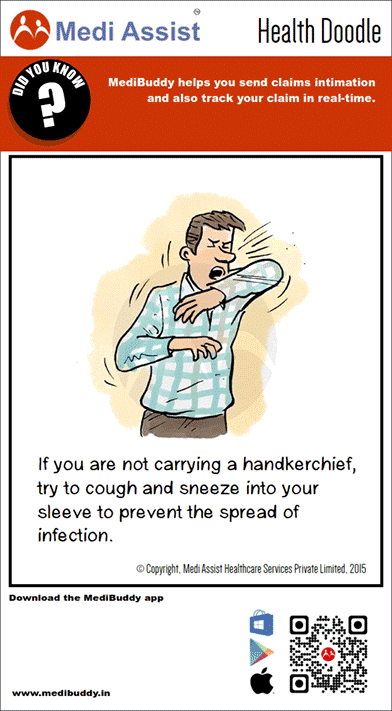 Medi Assist
TM
Health Doodle
DID YOU KNOW
?
MediBuddy helps you send claims intimation
and also track your claim in real-time.
If you are not carrying a handkerchief,
try to cough and sneeze into your
sleeve to prevent the spread of
infection.
© Copyright, Medi Assist Healthcare Services Private Limited, 2015
Download the MediBuddy app
www.medibuddy.in